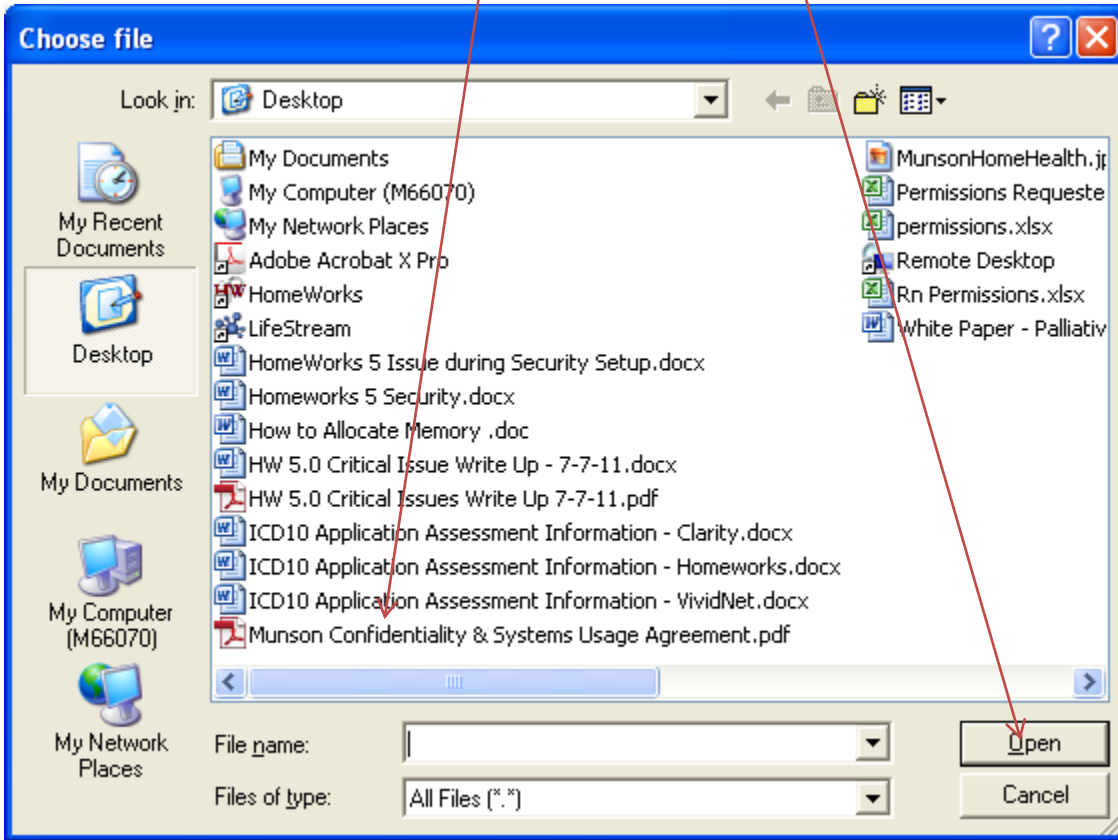 Choose file
Look in:
Desktop
My Recent
Documents
Desktop
My Documents
My Computer
(M66070)
My Network
Places
My Documents
My Computer (M66070)
My Network Places
Adobe Acrobat X Pro
HomeWorks
LifeStream
HomeWorks 5 Issue during Security Setup.docx
Homeworks 5 Security.docx
How to Allocate Memory .doc
HW 5.0 Critical Issue Write Up - 7-7-11.docx
HW 5.0 Critical Issues Write Up 7-7-11.pdf
ICD10 Application Assessment Information - Clarity.docx
ICD10 Application Assessment Information - Homeworks.docx
ICD10 Application Assessment Information - VividNet.docx
Munson Confidentiality & Systems Usage Agreement.pdf
MunsonHomeHealth.jp
Permissions Requeste
permissions.xlsx
Remote Desktop
Rn Permissions.xlsx
White Paper - Palliativ
File name:
Open
Files of type:
All Files (*.*)
Cancel